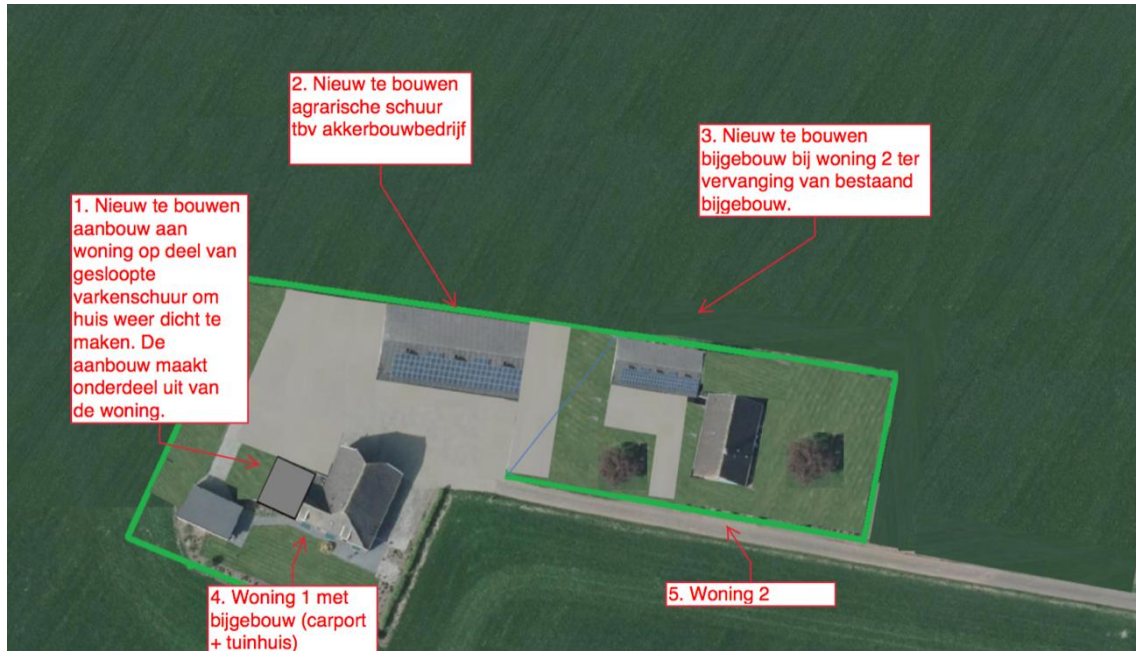 2. Nieuw te bouwen
agrarische schuur
tbv akkerbouwbedrijf
3. Nieuw te bouwen
bijgebouw bij woning 2 ter
vervanging van bestaand
bijgebouw.
1. Nieuw te bouwen
aanbouw aan
woning op deel van
gesloopte
varkenschuur om
huis weer dicht te
maken. De
aanbouw maakt
onderdeel uit van
de woning.
4. Woning 1 met
bijgebouw (carport
+ tuinhuis)
5. Woning 2